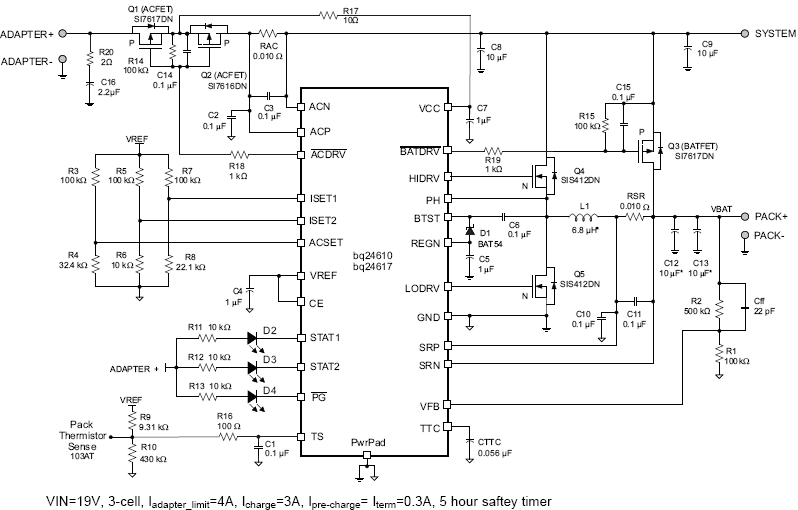 Q1 (ACFET)
SI7617DN
R17
10Ω
ADAPTER+
P
P
SYSTEM
RAC
0.010 Ω
C8
10 µF
C9
10 µF
ADAPTER-
R20
2Ω
R14
100 kΩ
C14
0.1 µF
Q2 (ACFET)
SI7616DN
C16
2.2µF
C15
0.1 µF
C3
0.1 µF
C2
0.1 µF
ACN
VCC
C7
1µF
R15
100 kΩ
P
Q3 (BATFET)
SI7617DN
ACP
VREF
R18
1 kΩ
ACDRV
BATDRV
R19
1 kΩ
R3
100 kΩ
R5
100 kΩ
R7
100 kΩ
HIDRV
Q4
SIS412DN
N
ISET1
PH
RSR
0.010 Ω
L1
6.8 µH*
VBAT
PACK+
ISET2
BTST
C6
0.1 µF
PACK-
ACSET
REGN
D1
BAT54
R4
32.4 kΩ
R6
10 kΩ
R8
22.1 kΩ
bq24610
bq24617
C5
1 µF
Q5
SIS412DN
N
C12
10 µF*
C13
10 µF*
VREF
LODRV
C4
1 µF
CE
R2
500 kΩ
Cff
22 pF
GND
C10
0.1 µF
C11
0.1 µF
R11 10 kΩ
D2
STAT1
SRP
R1
100 kΩ
ADAPTER +
R12 10 kΩ
D3
STAT2
SRN
R13 10 kΩ
D4
PG
VFB
VREF
R9
9.31 kΩ
R16
100 Ω
Pack
Thermistor
Sense
103AT
TS
TTC
R10
430 kΩ
C1
0.1 µF
PwrPad
CTTC
0.056 µF
VIN=19V, 3-cell, Iadapter_limit=4A, Icharge=3A, Ipre-charge= Iterm=0.3A, 5 hour saftey timer